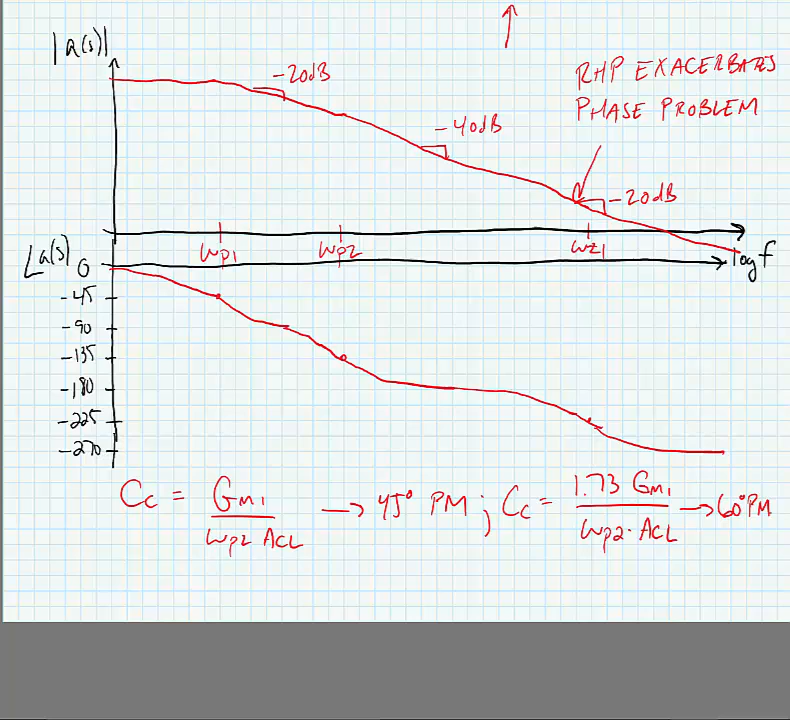 |a(s)|
-20dB
-40dB
RHP EXACERBATES
PHASE PROBLEM
-20dB
ωp1 ωp2 ωz1
log f
∠a(s) 0
-45
-90
-135
-180
-225
-270
Cc = Gm1 / ωp2 ACL → 45° PM ; Cc = 1.73 Gm1 / ωp2 · ACL → 60° PM